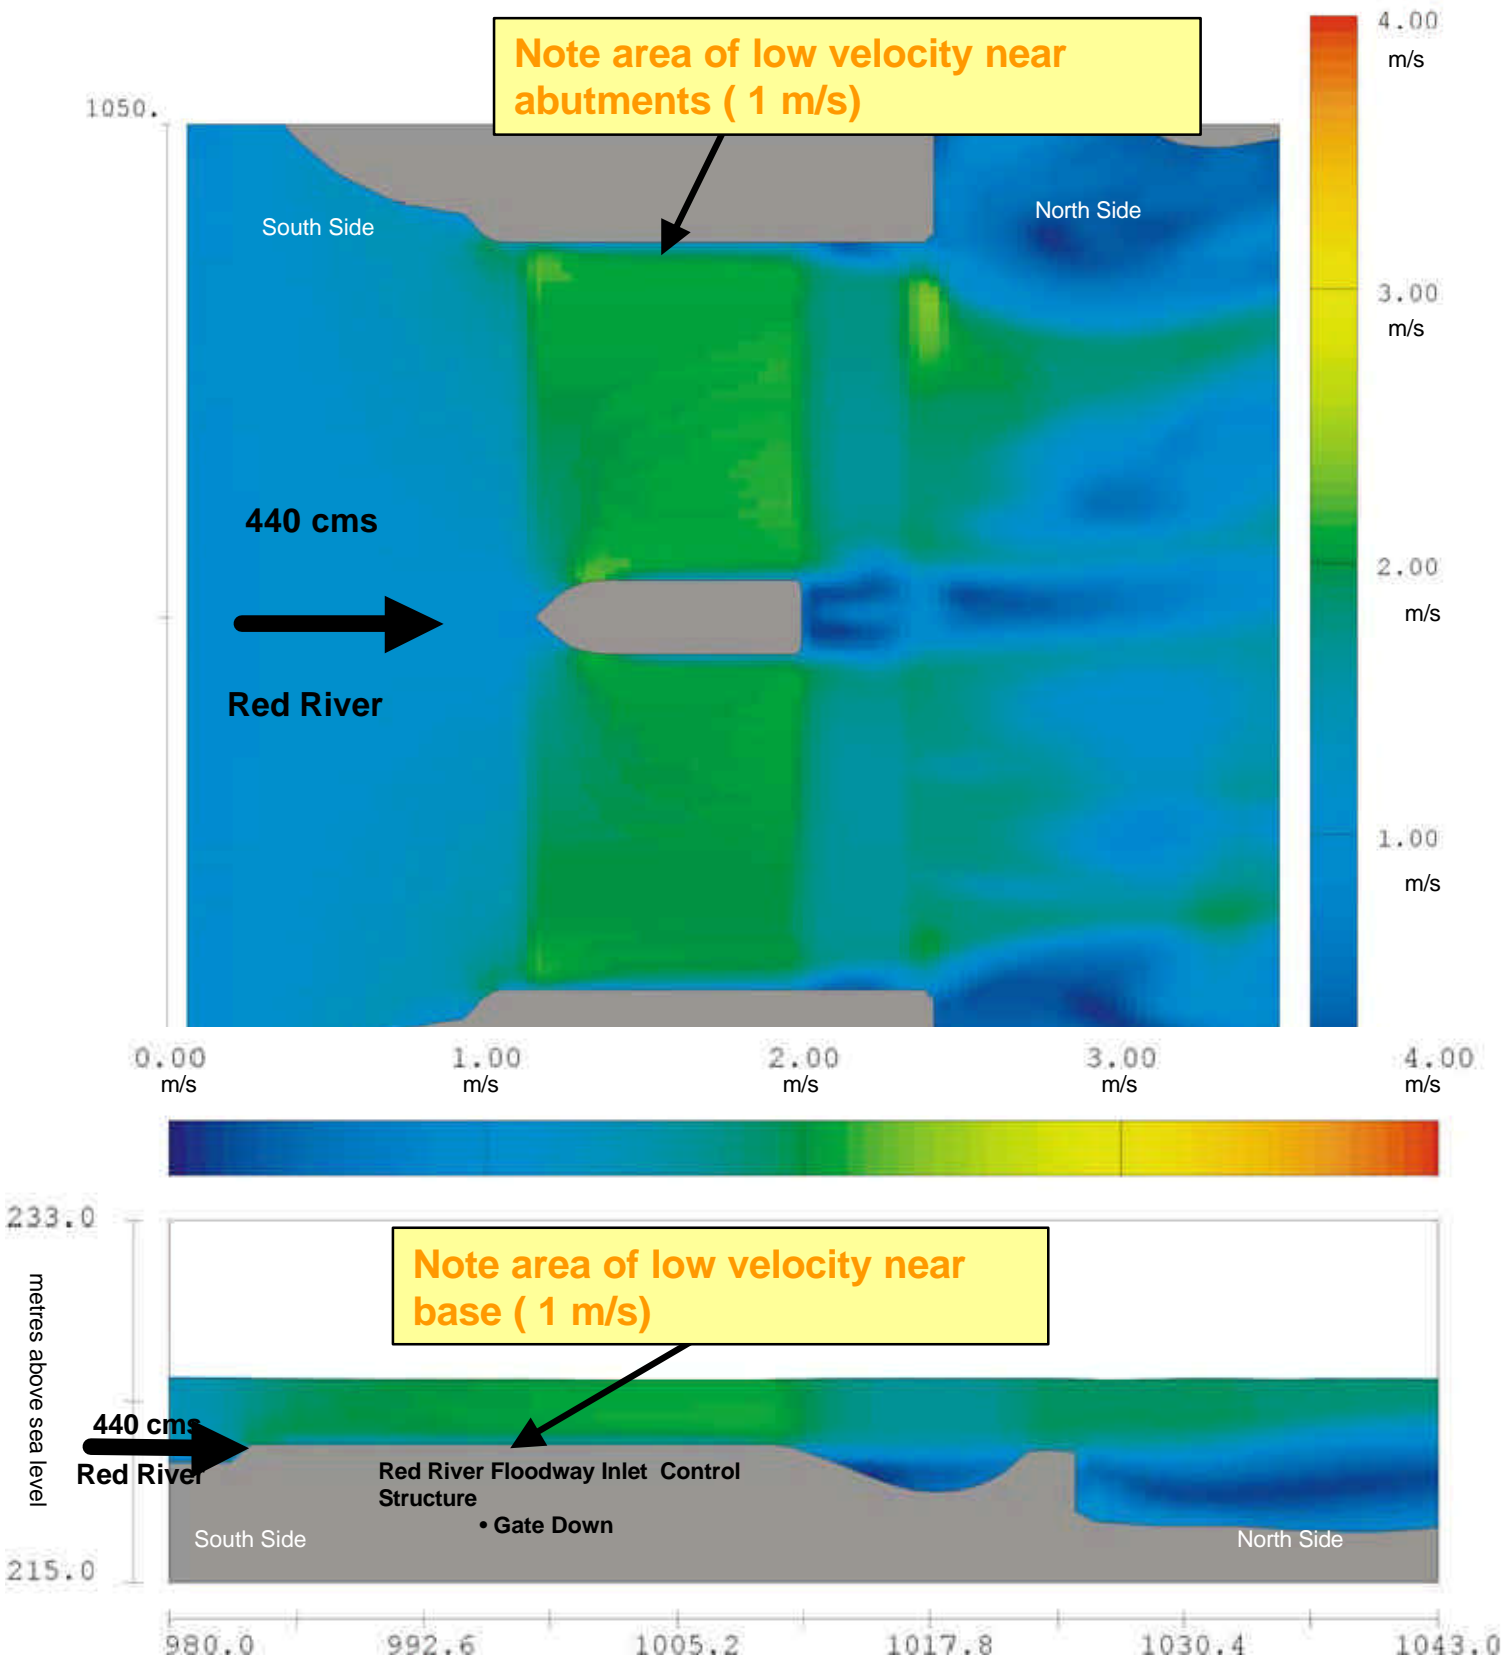 Note area of low velocity near
abutments ( 1 m/s)
4.00
m/s
1050.
South Side
North Side
3.00
m/s
440 cms
2.00
m/s
Red River
1.00
m/s
0.00 1.00 2.00 3.00 4.00
m/s m/s m/s m/s m/s
233.0
Note area of low velocity near
base ( 1 m/s)
metres above sea level
440 cms
Red River
Red River Floodway Inlet Control
Structure
• Gate Down
South Side
North Side
215.0
980.0 992.6 1005.2 1017.8 1030.4 1043.0